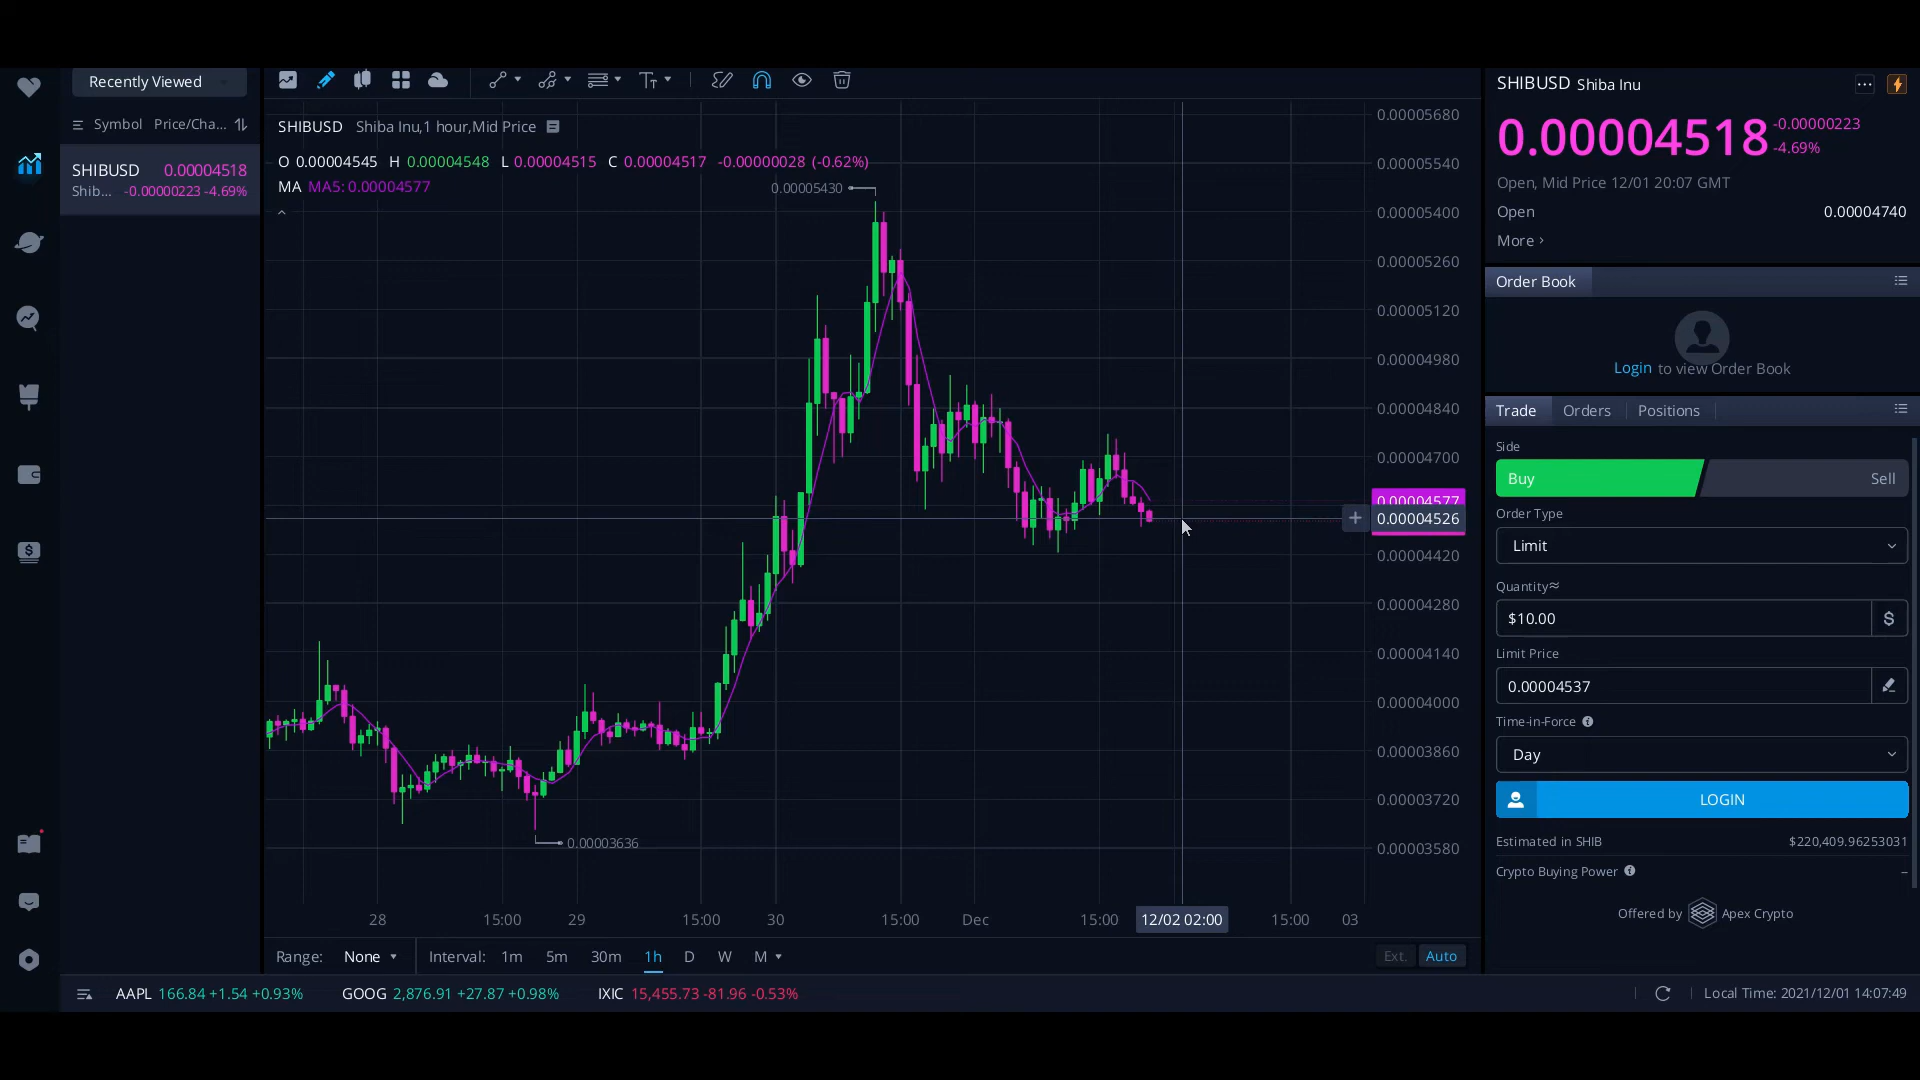 Recently Viewed
Symbol Price/Cha...
SHIBUSD 0.00004518
Shib... -0.00000223 -4.69%
SHIBUSD Shiba Inu,1 hour,Mid Price
O 0.00004545 H 0.00004548 L 0.00004515 C 0.00004517 -0.00000028 (-0.62%)
MA MA5: 0.00004577
0.00005430
0.00003636
0.00005680
0.00005540
0.00005400
0.00005260
0.00005120
0.00004980
0.00004840
0.00004700
0.00004577
0.00004526
0.00004420
0.00004280
0.00004140
0.00004000
0.00003860
0.00003720
0.00003580
28 15:00 29 15:00 30 15:00 Dec 15:00 12/02 02:00 15:00 03
Range: None Interval: 1m 5m 30m 1h D W M Ext. Auto
SHIBUSD Shiba Inu
0.00004518 -0.00000223
-4.69%
Open, Mid Price 12/01 20:07 GMT
Open 0.00004740
More
Order Book
Login to view Order Book
Trade Orders Positions
Side
Buy Sell
Order Type
Limit
Quantity≈
$10.00 $
Limit Price
0.00004537
Time-in-Force
Day
LOGIN
Estimated in SHIB $220,409.96253031
Crypto Buying Power –
Offered by Apex Crypto
AAPL 166.84 +1.54 +0.93% GOOG 2,876.91 +27.87 +0.98% IXIC 15,455.73 -81.96 -0.53% Local Time: 2021/12/01 14:07:49